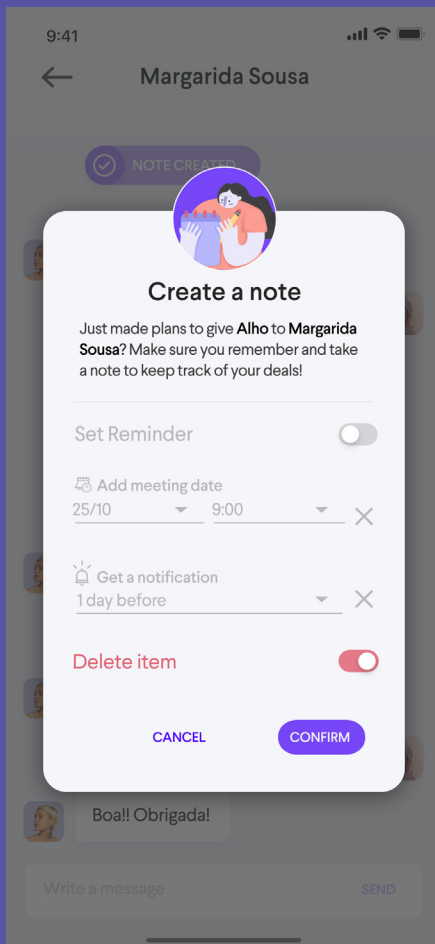 9:41
Margarida Sousa
NOTE CREATED
Create a note
Just made plans to give Alho to Margarida
Sousa? Make sure you remember and take
a note to keep track of your deals!
Set Reminder
Add meeting date
25/10 9:00
Get a notification
1 day before
Delete item
CANCEL CONFIRM
Boa!! Obrigada!
Write a message SEND